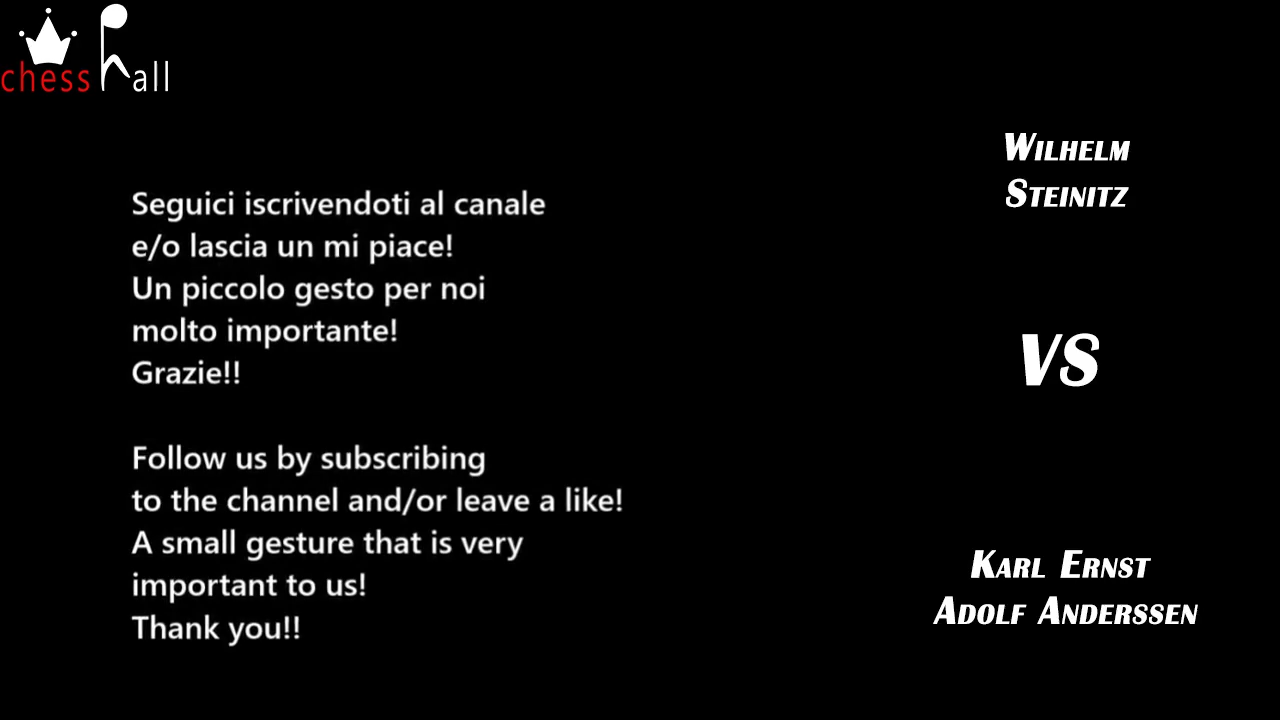 chess hall
Seguici iscrivendoti al canale
e/o lascia un mi piace!
Un piccolo gesto per noi
molto importante!
Grazie!!
Follow us by subscribing
to the channel and/or leave a like!
A small gesture that is very
important to us!
Thank you!!
WILHELM
STEINITZ
VS
KARL ERNST
ADOLF ANDERSSEN